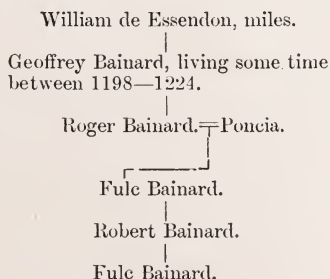 William de Essendon, miles.
Geoffrey Bainard, living some time
between 1198—1224.
Roger Bainard.=Poncia.
Fulc Bainard.
Robert Bainard.
Fulc Bainard.